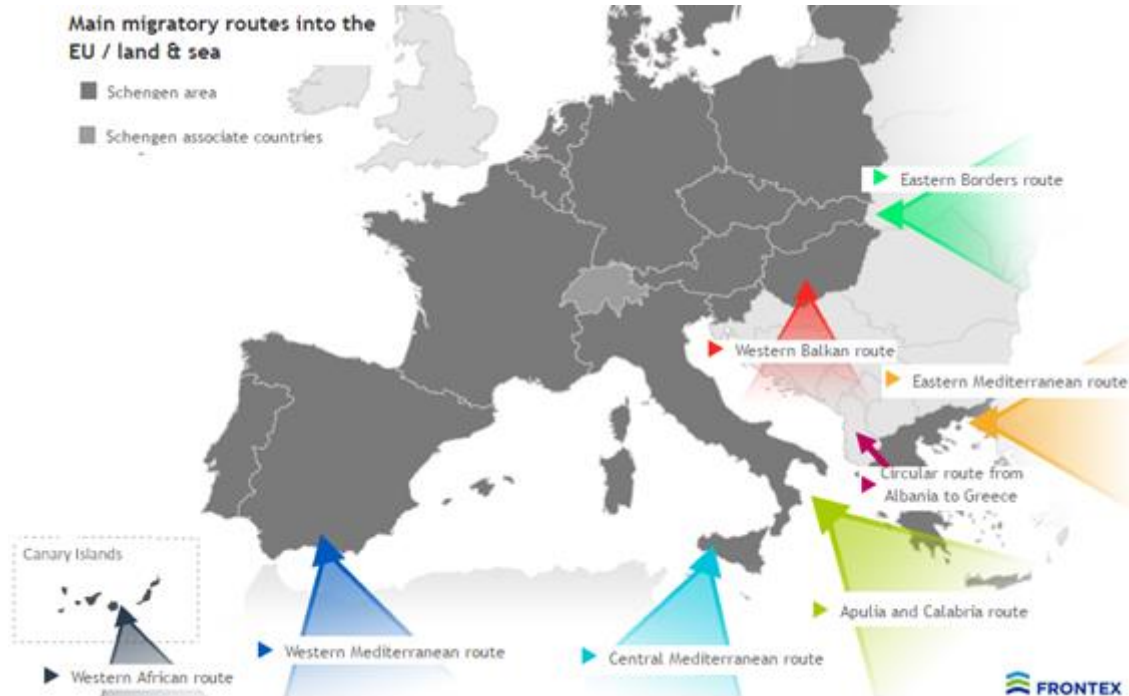 Main migratory routes into the
EU / land & sea
Schengen area
Schengen associate countries
Eastern Borders route
Western Balkan route
Eastern Mediterranean route
Circular route from
Albania to Greece
Canary Islands
Apulia and Calabria route
Western Mediterranean route
Central Mediterranean route
Western African route
FRONTEX